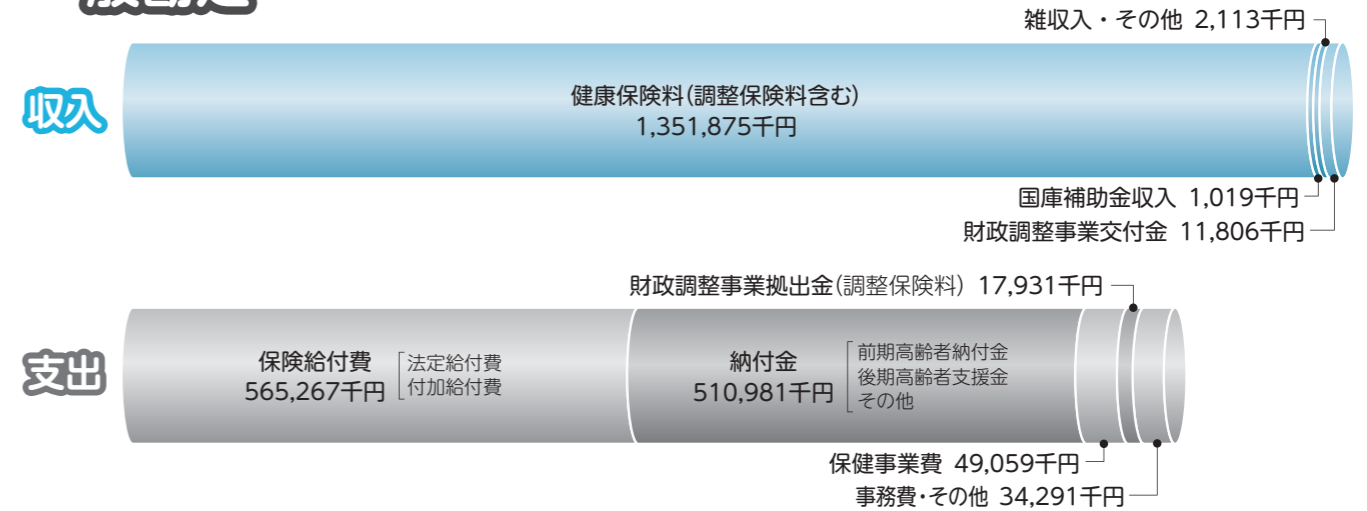 雑収入・その他 2,113千円
収入
健康保険料(調整保険料含む)
1,351,875千円
国庫補助金収入 1,019千円
財政調整事業交付金 11,806千円
財政調整事業拠出金(調整保険料) 17,931千円
支出
保険給付費
565,267千円
法定給付費
付加給付費
納付金
510,981千円
前期高齢者納付金
後期高齢者支援金
その他
保健事業費 49,059千円
事務費・その他 34,291千円